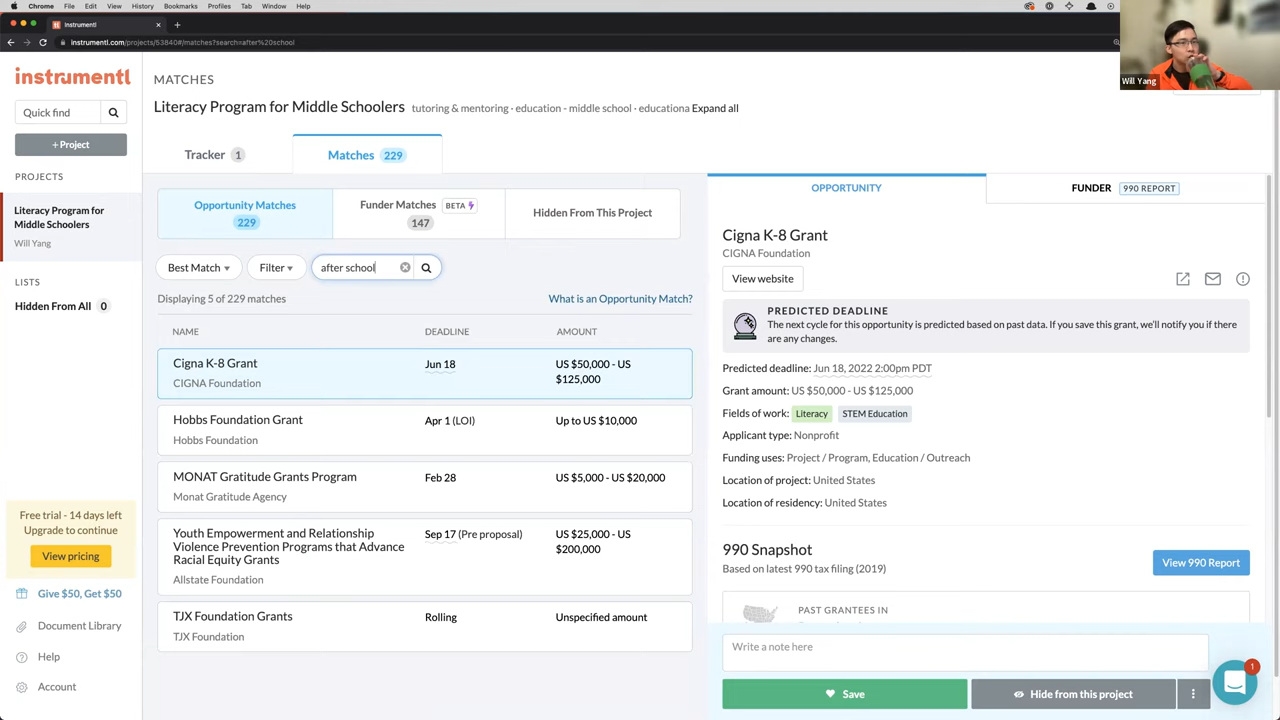 Chrome File Edit View History Bookmarks Profiles Tab Window Help
Instrumentl
instrumentl.com/projects/53840#/matches?search=after%20school
Will Yang
instrumentl
Quick find
+ Project
PROJECTS
Literacy Program for
Middle Schoolers
Will Yang
LISTS
Hidden From All 0
Free trial - 14 days left
Upgrade to continue
View pricing
Give $50, Get $50
Document Library
Help
Account
MATCHES
Literacy Program for Middle Schoolers tutoring & mentoring · education - middle school · educationa Expand all
Tracker 1
Matches 229
Opportunity Matches
229
Funder Matches BETA
147
Hidden From This Project
Best Match
Filter
after school
Displaying 5 of 229 matches
What is an Opportunity Match?
NAME DEADLINE AMOUNT
Cigna K-8 Grant Jun 18 US $50,000 - US
$125,000
CIGNA Foundation
Hobbs Foundation Grant Apr 1 (LOI) Up to US $10,000
Hobbs Foundation
MONAT Gratitude Grants Program Feb 28 US $5,000 - US $20,000
Monat Gratitude Agency
Youth Empowerment and Relationship Sep 17 (Pre proposal) US $25,000 - US
Violence Prevention Programs that Advance $200,000
Racial Equity Grants
Allstate Foundation
TJX Foundation Grants Rolling Unspecified amount
TJX Foundation
OPPORTUNITY
FUNDER 990 REPORT
Cigna K-8 Grant
CIGNA Foundation
View website
PREDICTED DEADLINE
The next cycle for this opportunity is predicted based on past data. If you save this grant, we'll notify you if there
are any changes.
Predicted deadline: Jun 18, 2022 2:00pm PDT
Grant amount: US $50,000 - US $125,000
Fields of work: Literacy STEM Education
Applicant type: Nonprofit
Funding uses: Project / Program, Education / Outreach
Location of project: United States
Location of residency: United States
990 Snapshot
Based on latest 990 tax filing (2019)
View 990 Report
PAST GRANTEES IN
Write a note here
Save
Hide from this project
1